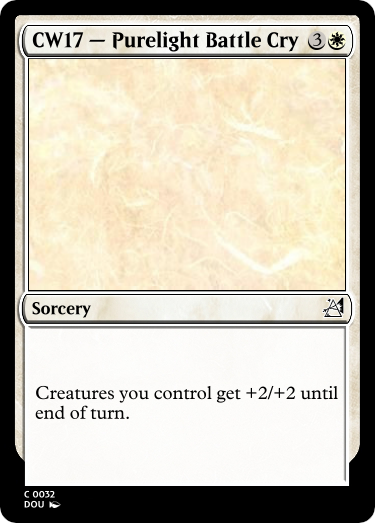 CW17 — Purelight Battle Cry 3
Sorcery
Creatures you control get +2/+2 until
end of turn.
C 0032
DOU